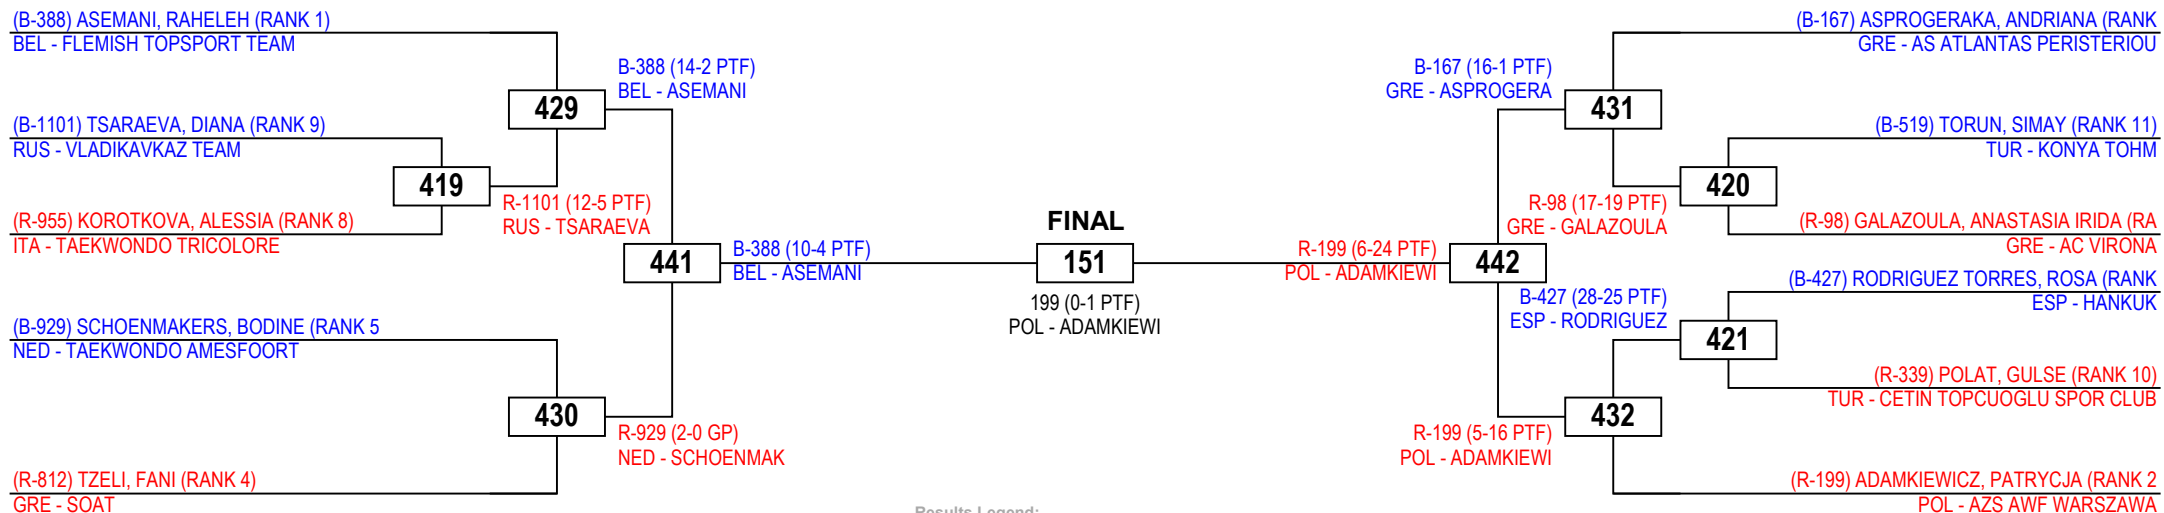 (B-388) ASEMANI, RAHELEH (RANK 1)
BEL - FLEMISH TOPSPORT TEAM
B-388 (14-2 PTF)
BEL - ASEMANI
429
(B-1101) TSARAEVA, DIANA (RANK 9)
RUS - VLADIKAVKAZ TEAM
419
R-1101 (12-5 PTF)
RUS - TSARAEVA
(R-955) KOROTKOVA, ALESSIA (RANK 8)
ITA - TAEKWONDO TRICOLORE
441
B-388 (10-4 PTF)
BEL - ASEMANI
(B-929) SCHOENMAKERS, BODINE (RANK 5
NED - TAEKWONDO AMESFOORT
430
R-929 (2-0 GP)
NED - SCHOENMAK
(R-812) TZELI, FANI (RANK 4)
GRE - SOAT
FINAL
151
199 (0-1 PTF)
POL - ADAMKIEWI
(B-167) ASPROGERAKA, ANDRIANA (RANK
GRE - AS ATLANTAS PERISTERIOU
B-167 (16-1 PTF)
GRE - ASPROGERA
431
(B-519) TORUN, SIMAY (RANK 11)
TUR - KONYA TOHM
420
R-98 (17-19 PTF)
GRE - GALAZOULA
(R-98) GALAZOULA, ANASTASIA IRIDA (RA
GRE - AC VIRONA
R-199 (6-24 PTF)
POL - ADAMKIEWI
442
(B-427) RODRIGUEZ TORRES, ROSA (RANK
ESP - HANKUK
B-427 (28-25 PTF)
ESP - RODRIGUEZ
421
(R-339) POLAT, GULSE (RANK 10)
TUR - CETIN TOPCUOGLU SPOR CLUB
432
R-199 (5-16 PTF)
POL - ADAMKIEWI
(R-199) ADAMKIEWICZ, PATRYCJA (RANK 2
POL - AZS AWF WARSZAWA
Results Legend: